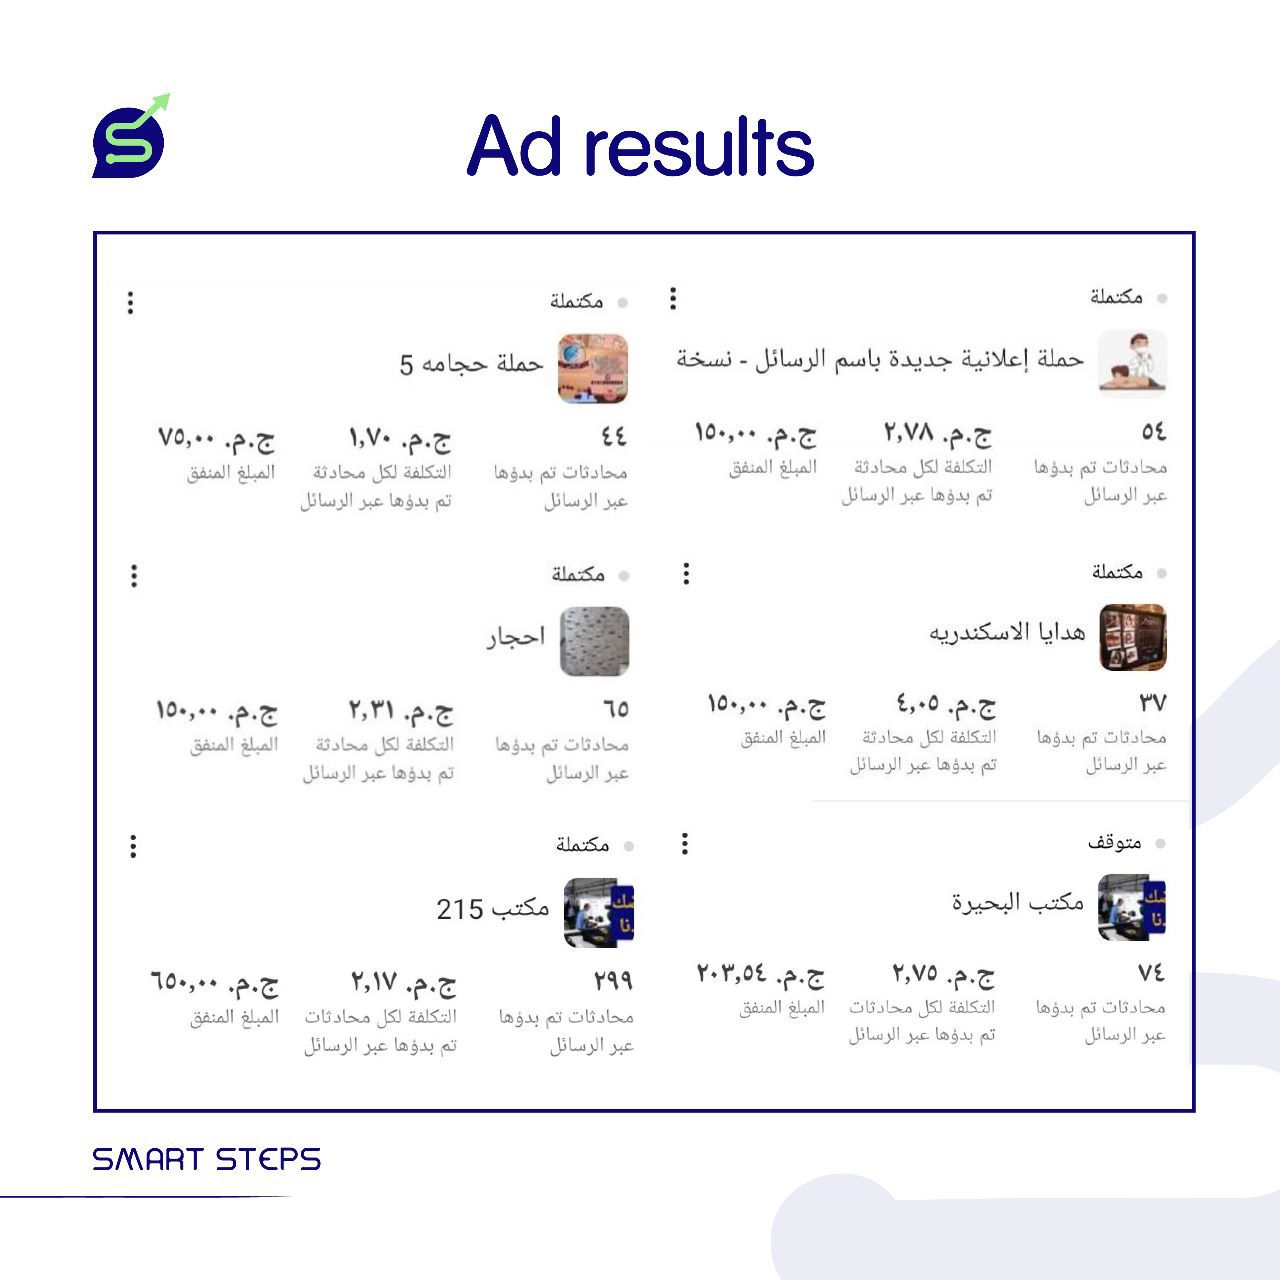 Ad results
مكتملة
حملة إعلانية جديدة باسم الرسائل - نسخة
٥٤
ج.م. ٢,٧٨
ج.م. ١٥٠,٠٠
محادثات تم بدؤها
عبر الرسائل
التكلفة لكل محادثة
تم بدؤها عبر الرسائل
المبلغ المنفق
مكتملة
حملة حجامه 5
٤٤
ج.م. ١,٧٠
ج.م. ٧٥,٠٠
محادثات تم بدؤها
عبر الرسائل
التكلفة لكل محادثة
تم بدؤها عبر الرسائل
المبلغ المنفق
مكتملة
هدايا الاسكندريه
٣٧
ج.م. ٤,٠٥
ج.م. ١٥٠,٠٠
محادثات تم بدؤها
عبر الرسائل
التكلفة لكل محادثة
تم بدؤها عبر الرسائل
المبلغ المنفق
مكتملة
احجار
٦٥
ج.م. ٢,٣١
ج.م. ١٥٠,٠٠
محادثات تم بدؤها
عبر الرسائل
التكلفة لكل محادثة
تم بدؤها عبر الرسائل
المبلغ المنفق
متوقف
مكتب البحيرة
٧٤
ج.م. ٢,٧٥
ج.م. ٢٠٣,٥٤
محادثات تم بدؤها
عبر الرسائل
التكلفة لكل محادثات
تم بدؤها عبر الرسائل
المبلغ المنفق
مكتملة
مكتب 215
٢٩٩
ج.م. ٢,١٧
ج.م. ٦٥٠,٠٠
محادثات تم بدؤها
عبر الرسائل
التكلفة لكل محادثات
تم بدؤها عبر الرسائل
المبلغ المنفق
SMART STEPS